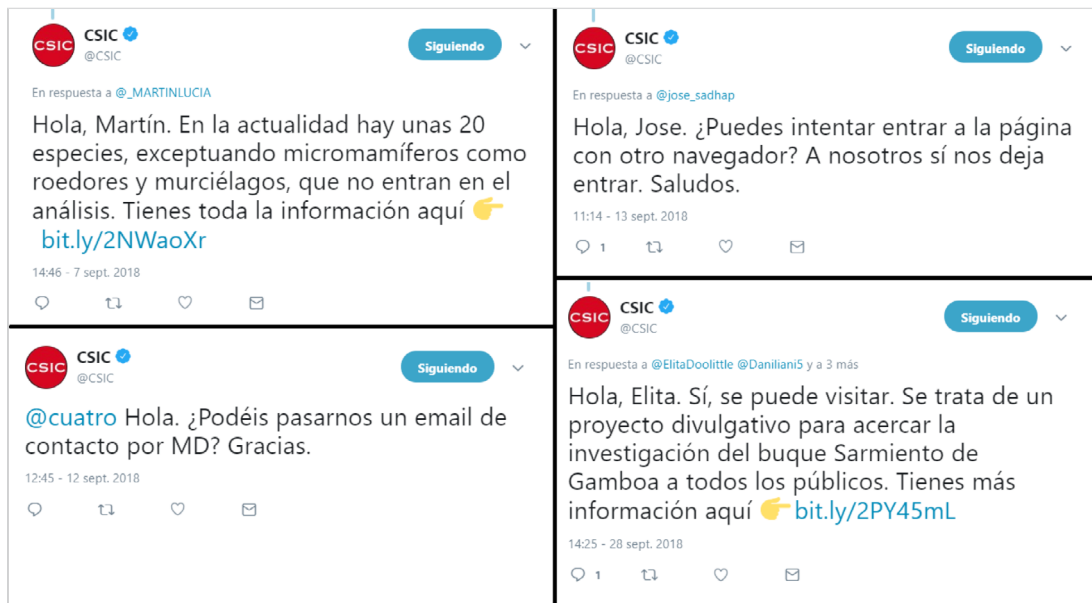 CSIC
CSIC
@CSIC
Siguiendo
En respuesta a @_MARTINLUCIA
Hola, Martín. En la actualidad hay unas 20
especies, exceptuando micromamíferos como
roedores y murciélagos, que no entran en el
análisis. Tienes toda la información aquí 👉
bit.ly/2NWaoXr
14:46 - 7 sept. 2018
CSIC
CSIC
@CSIC
Siguiendo
@cuatro Hola. ¿Podéis pasarnos un email de
contacto por MD? Gracias.
12:45 - 12 sept. 2018
CSIC
CSIC
@CSIC
Siguiendo
En respuesta a @jose_sadhap
Hola, Jose. ¿Puedes intentar entrar a la página
con otro navegador? A nosotros sí nos deja
entrar. Saludos.
11:14 - 13 sept. 2018
1
CSIC
CSIC
@CSIC
Siguiendo
En respuesta a @ElitaDoolittle @Daniliani5 y a 3 más
Hola, Elita. Sí, se puede visitar. Se trata de un
proyecto divulgativo para acercar la
investigación del buque Sarmiento de
Gamboa a todos los públicos. Tienes más
información aquí 👉 bit.ly/2PY45mL
14:25 - 28 sept. 2018
1